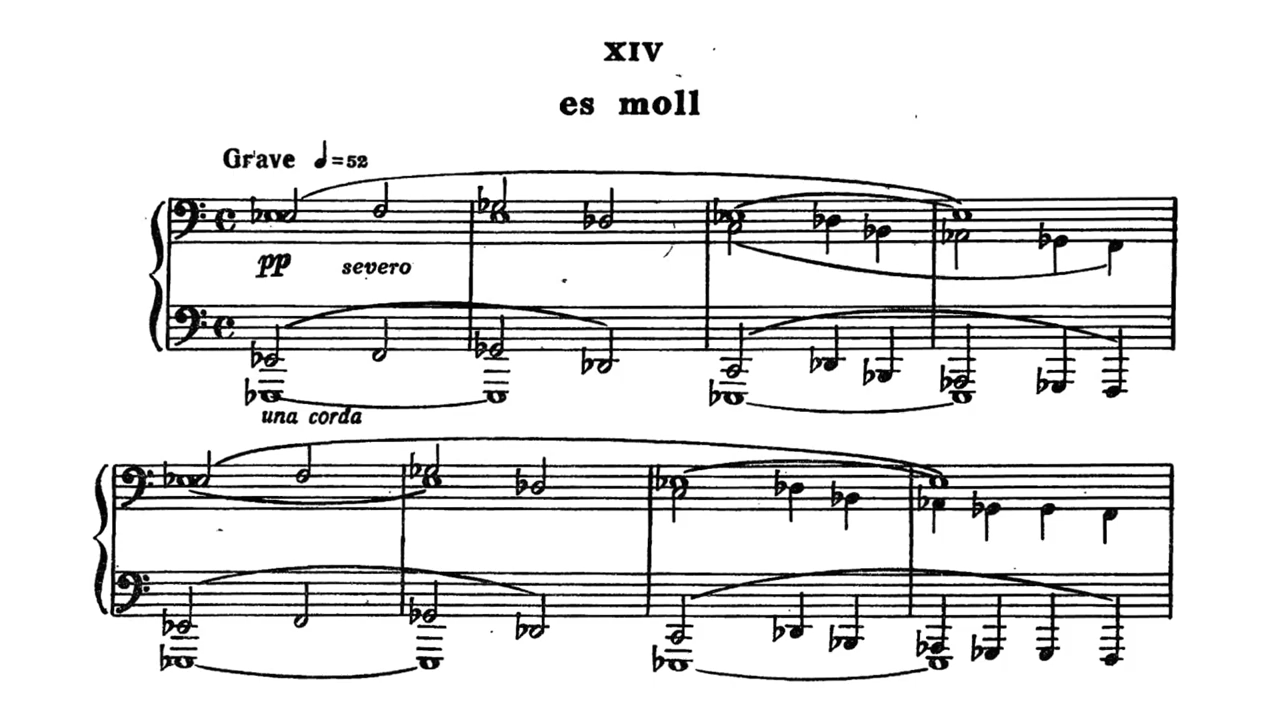 XIV
es moll
Grave ♩=52
pp severo
una corda